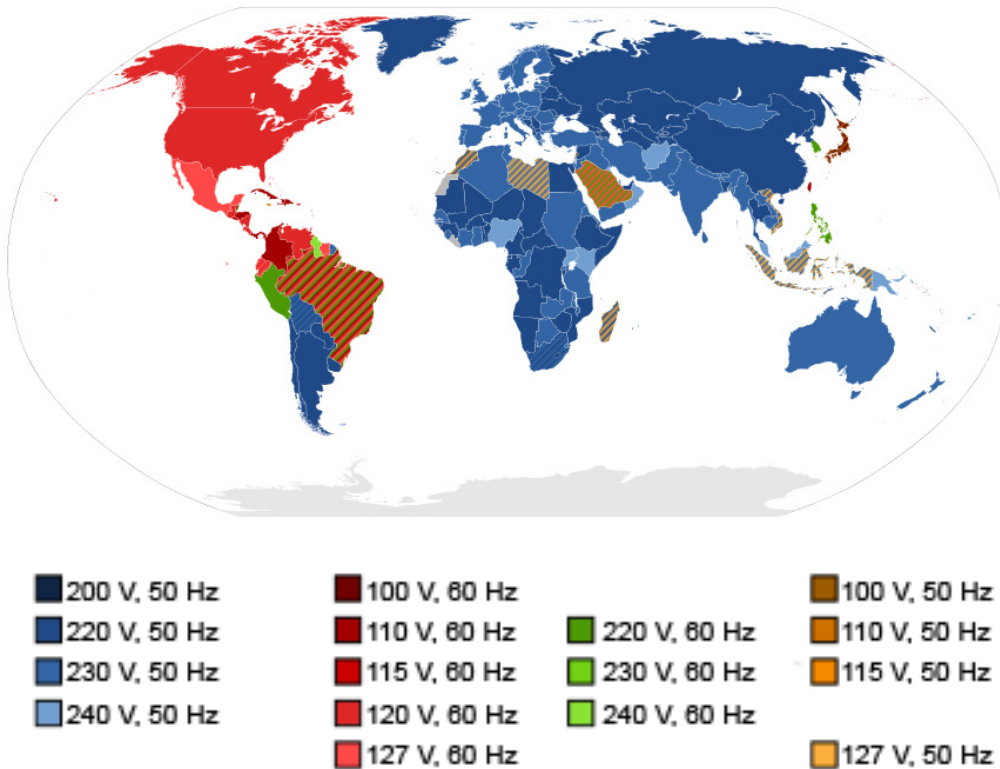 200 V, 50 Hz
100 V, 60 Hz
100 V, 50 Hz
220 V, 50 Hz
110 V, 60 Hz
220 V, 60 Hz
110 V, 50 Hz
230 V, 50 Hz
115 V, 60 Hz
230 V, 60 Hz
115 V, 50 Hz
240 V, 50 Hz
120 V, 60 Hz
240 V, 60 Hz
127 V, 60 Hz
127 V, 50 Hz